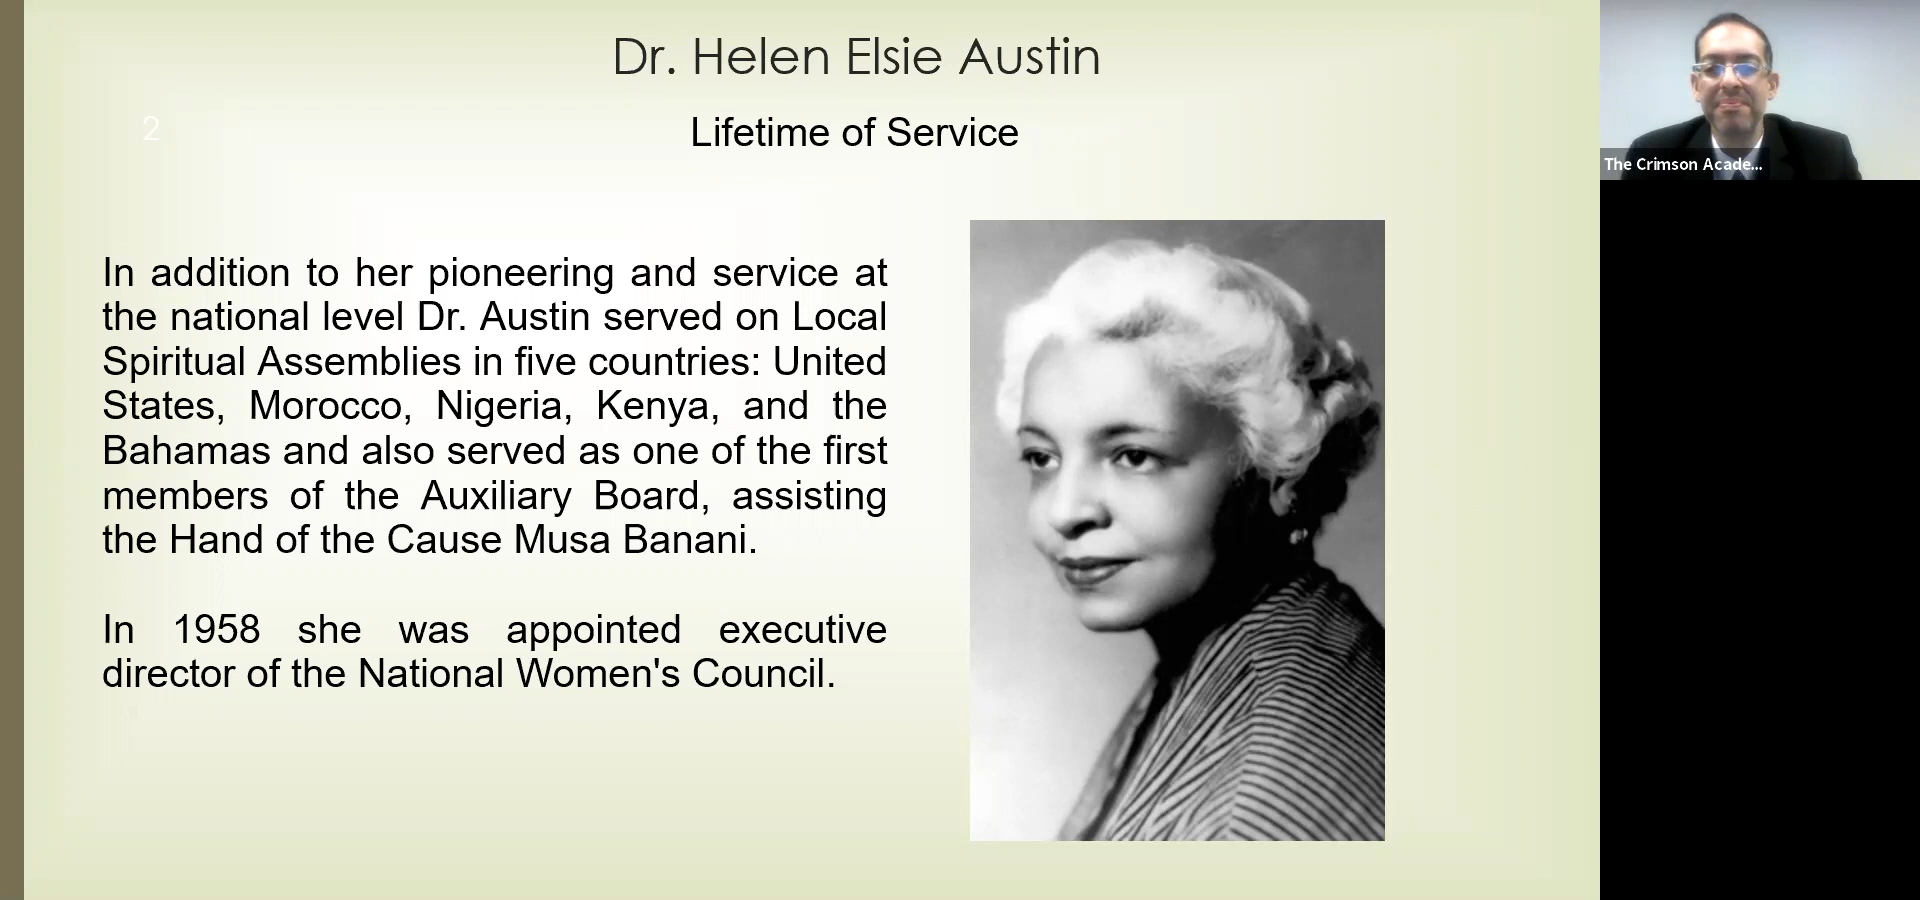 Dr. Helen Elsie Austin
2
Lifetime of Service
In addition to her pioneering and service at
the national level Dr. Austin served on Local
Spiritual Assemblies in five countries: United
States, Morocco, Nigeria, Kenya, and the
Bahamas and also served as one of the first
members of the Auxiliary Board, assisting
the Hand of the Cause Musa Banani.
In 1958 she was appointed executive
director of the National Women's Council.
The Crimson Acade...